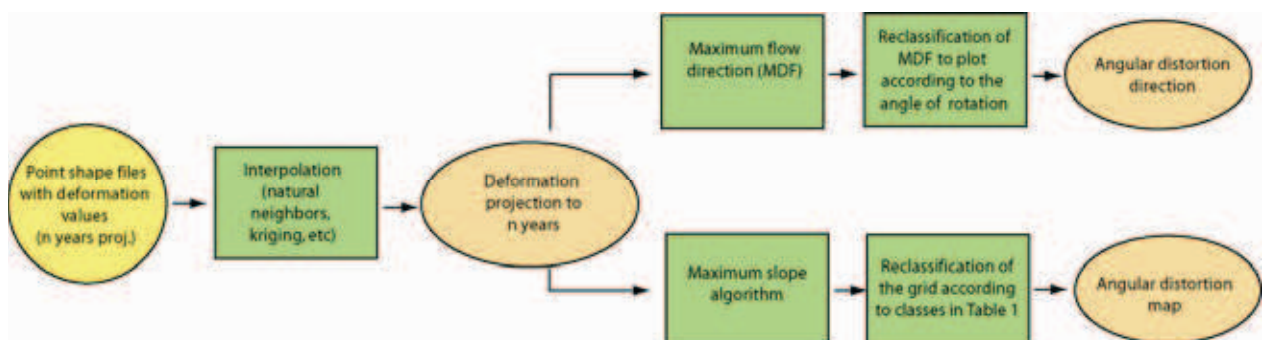 Point shape files
with deformation
values
(n years proj.)
Interpolation
(natural
neighbors,
kriging, etc)
Deformation
projection to
n years
Maximum flow
direction (MDF)
Reclassification of
MDF to plot
according to the
angle of rotation
Angular distortion
direction
Maximum slope
algorithm
Reclassification of
the grid according
to classes in Table 1
Angular distortion
map